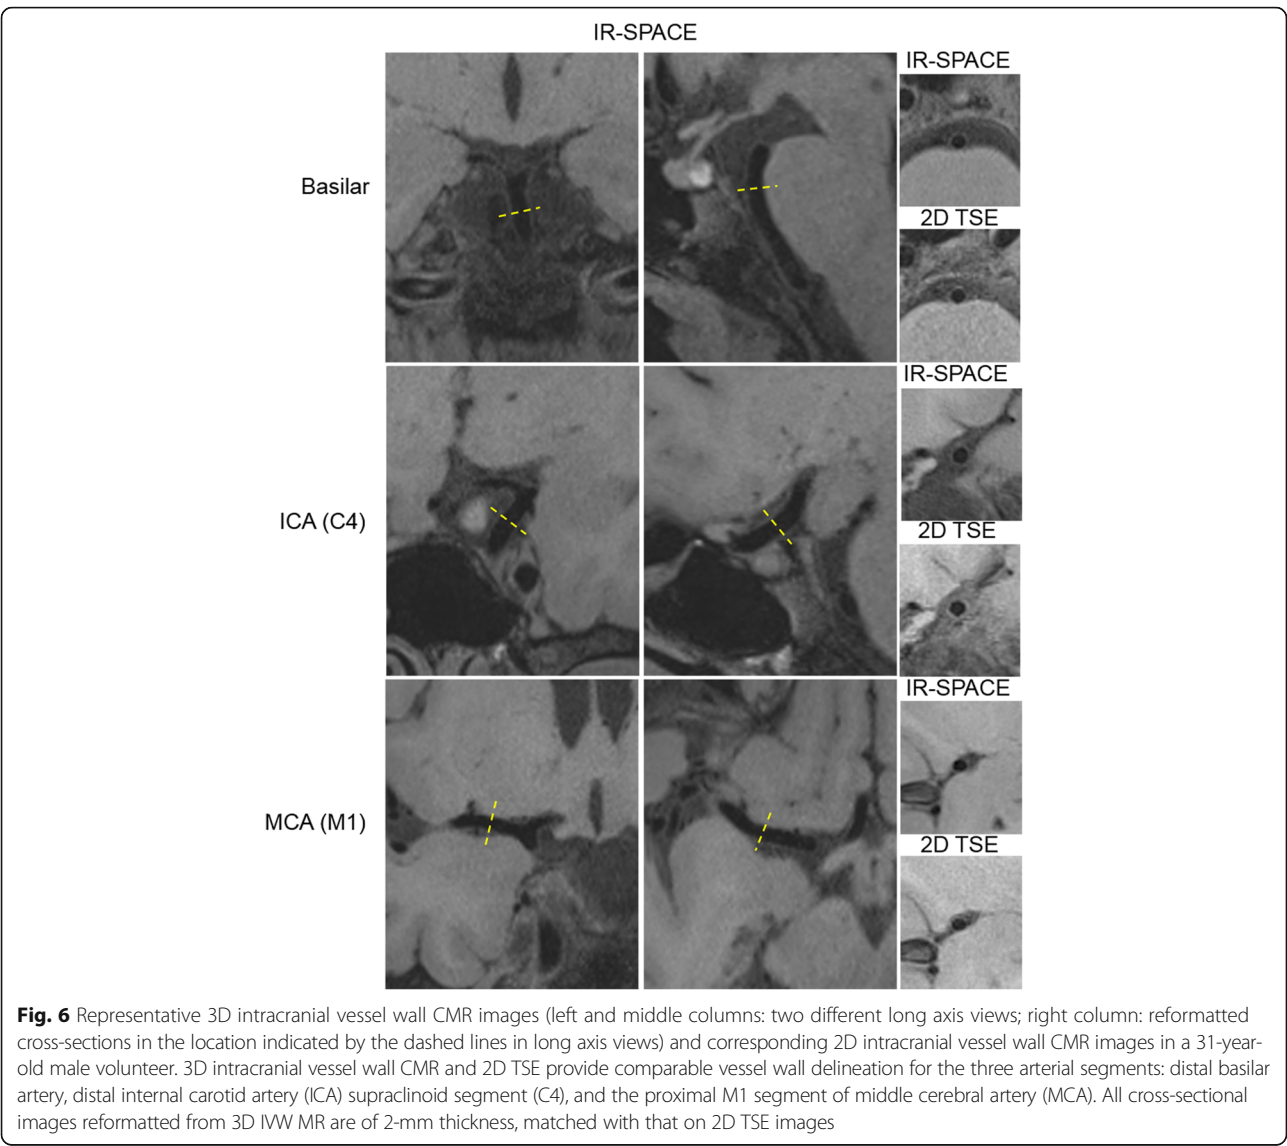 IR-SPACE
IR-SPACE
Basilar
2D TSE
IR-SPACE
ICA (C4)
2D TSE
IR-SPACE
MCA (M1)
2D TSE
Fig. 6 Representative 3D intracranial vessel wall CMR images (left and middle columns: two different long axis views; right column: reformatted
cross-sections in the location indicated by the dashed lines in long axis views) and corresponding 2D intracranial vessel wall CMR images in a 31-year-
old male volunteer. 3D intracranial vessel wall CMR and 2D TSE provide comparable vessel wall delineation for the three arterial segments: distal basilar
artery, distal internal carotid artery (ICA) supraclinoid segment (C4), and the proximal M1 segment of middle cerebral artery (MCA). All cross-sectional
images reformatted from 3D IVW MR are of 2-mm thickness, matched with that on 2D TSE images